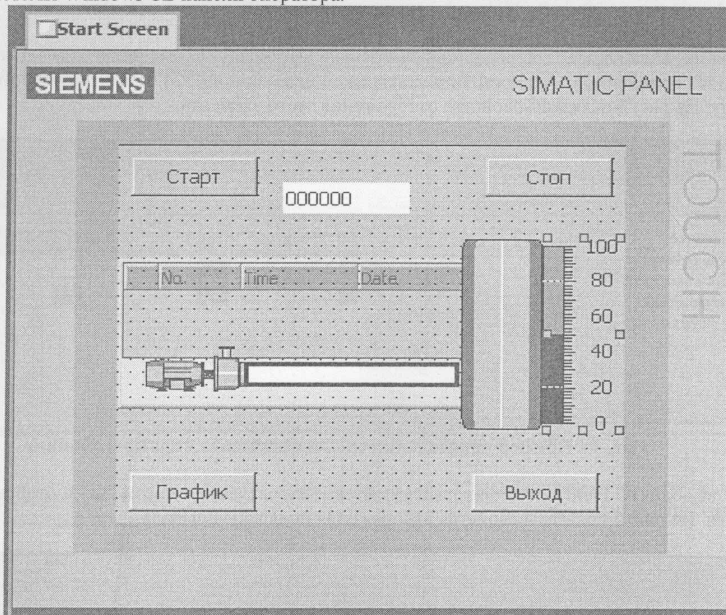 Start Screen
SIEMENS
SIMATIC PANEL
TOUCH
Старт
Стоп
000000
No.
Time
Date
100
80
60
40
20
0
График
Выход